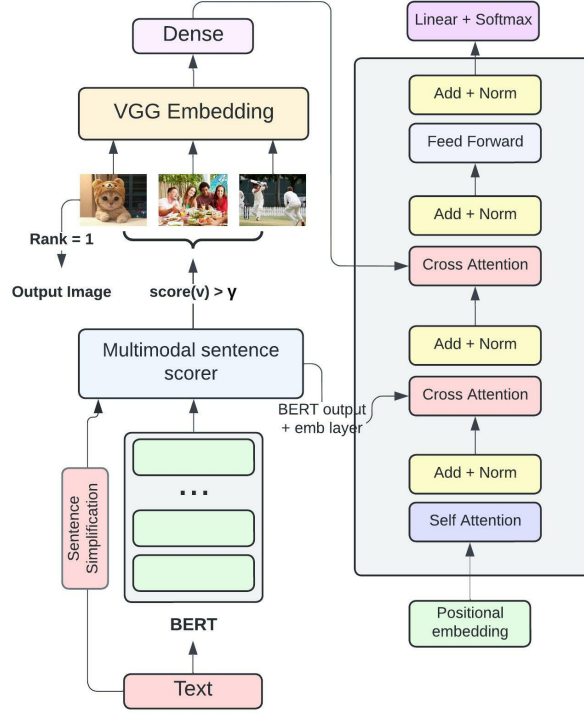 Dense
VGG Embedding
Rank = 1
Output Image
score(v) > γ
Multimodal sentence
scorer
BERT output
+ emb layer
Sentence
Simplification
...
BERT
Text
Linear + Softmax
Add + Norm
Feed Forward
Add + Norm
Cross Attention
Add + Norm
Cross Attention
Add + Norm
Self Attention
Positional
embedding